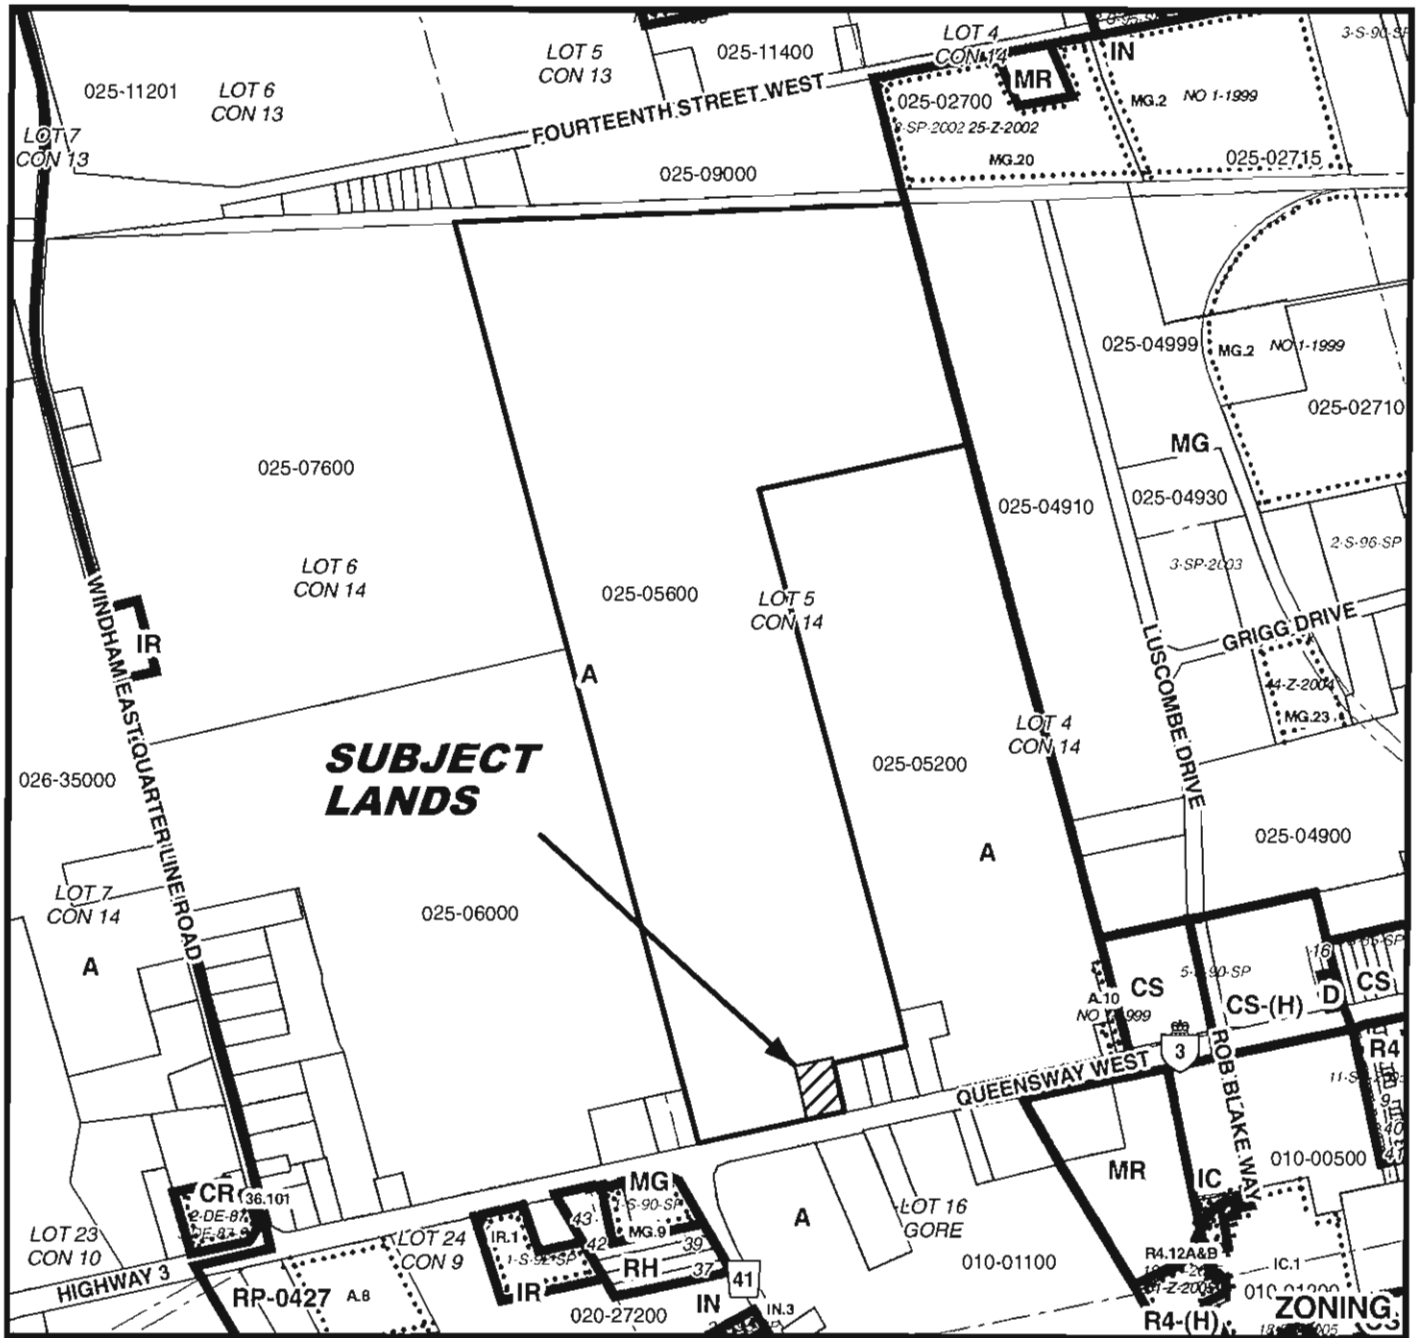 025-11201
LOT 6
CON 13
LOT 5
CON 13
025-11400
LOT 4
CON 14
MR
IN
3-S-90-SP
LOT 7
CON 13
FOURTEENTH STREET WEST
025-02700
25-Z-2002
MG.20
MG.2
NO 1-1999
025-02715
025-09000
025-04999
MG.2
NO 1-1999
025-02710
MG
025-04930
025-04910
3-SP-2003
2-S-96-SP
025-07600
LOT 6
CON 14
025-05600
LOT 5
CON 14
IR
WINDHAM EAST QUARTER LINE ROAD
A
GRIGG DRIVE
LUSCOMBE DRIVE
44-Z-2004
MG.23
LOT 4
CON 14
SUBJECT
LANDS
025-05200
026-35000
A
025-04900
LOT 7
CON 14
A
025-06000
A.10
CS
CS-(H)
16
D
CS
3
QUEENSWAY WEST
ROB BLAKE WAY
R4
MR
IC
010-00500
CR
36.101
LOT 23
CON 10
HIGHWAY 3
RP-0427
A.8
LOT 24
CON 9
IR.1
1-S-92-SP
IR
43
42
MG
1-S-90-SP
MG.9
39
RH
37
020-27200
41
IN
IN.3
A
LOT 16
GORE
010-01100
R4.12A&B
R4-(H)
IC.1
ZONING